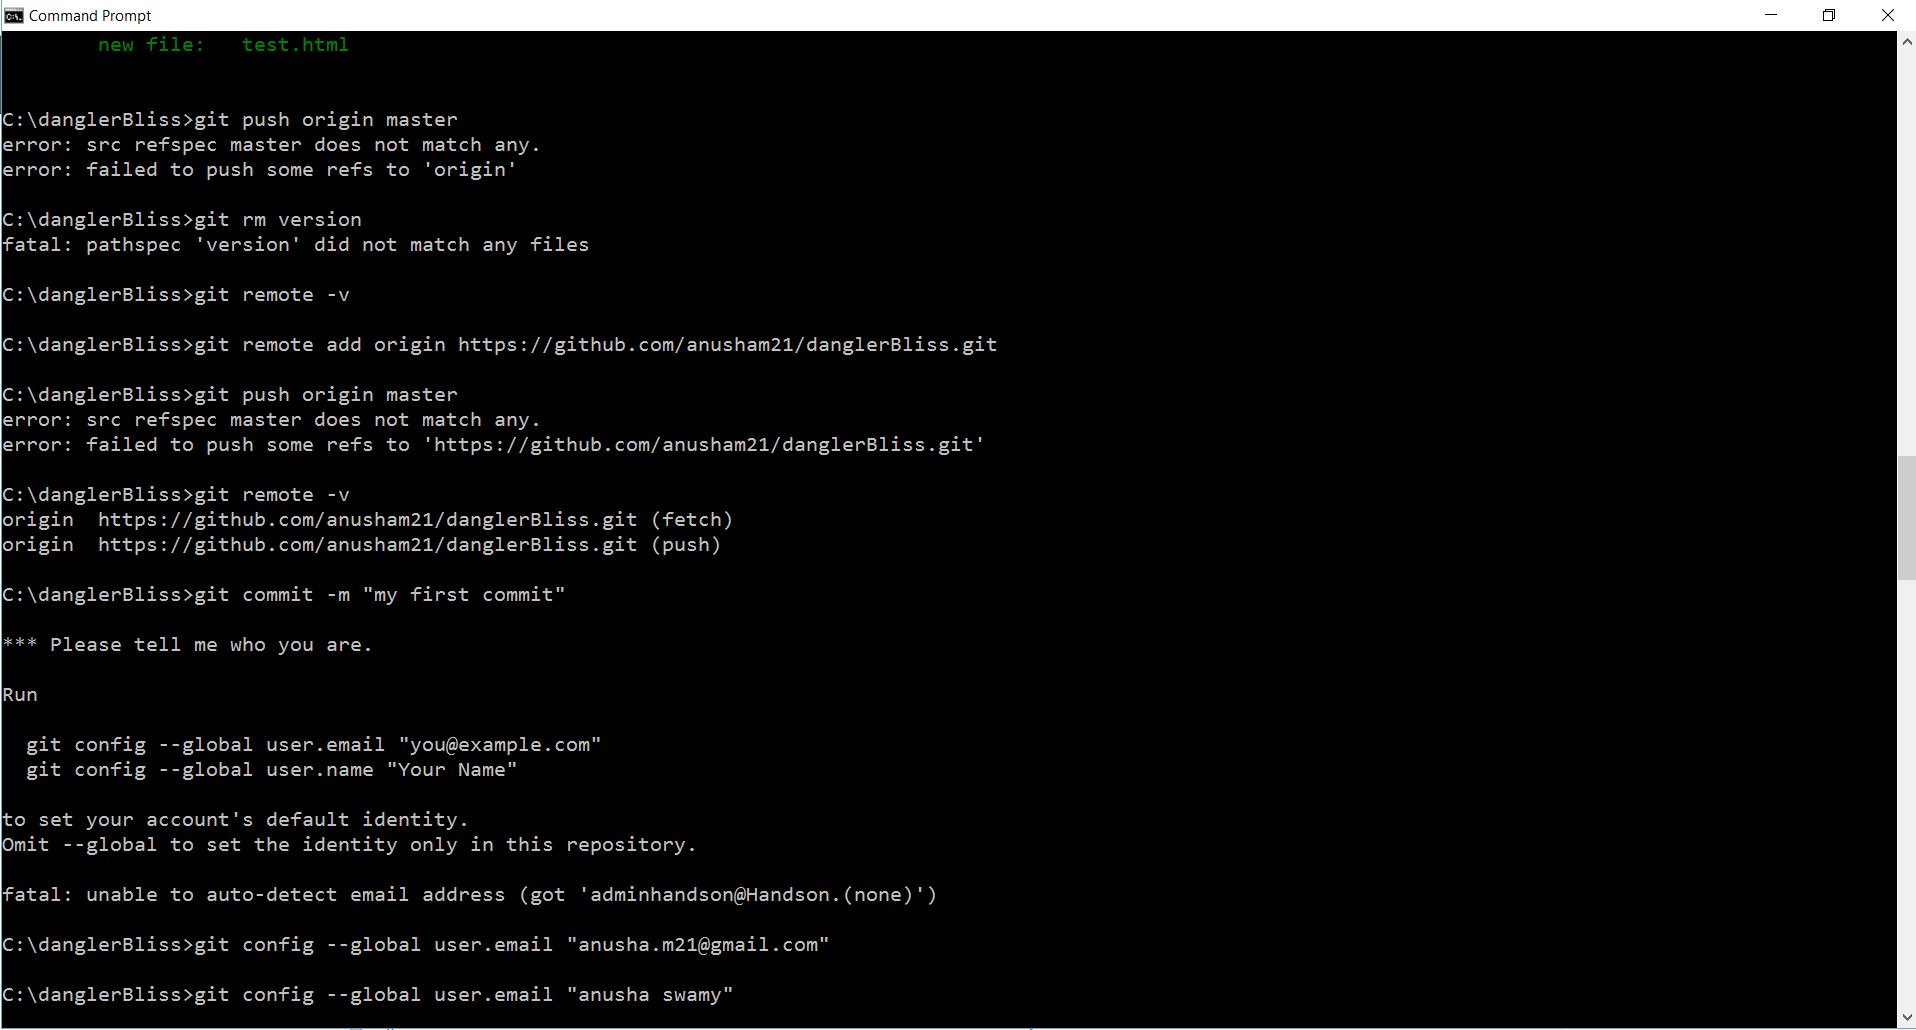 Command Prompt
new file:   test.html
C:\danglerBliss>git push origin master
error: src refspec master does not match any.
error: failed to push some refs to 'origin'
C:\danglerBliss>git rm version
fatal: pathspec 'version' did not match any files
C:\danglerBliss>git remote -v
C:\danglerBliss>git remote add origin https://github.com/anusham21/danglerBliss.git
C:\danglerBliss>git push origin master
error: src refspec master does not match any.
error: failed to push some refs to 'https://github.com/anusham21/danglerBliss.git'
C:\danglerBliss>git remote -v
origin  https://github.com/anusham21/danglerBliss.git (fetch)
origin  https://github.com/anusham21/danglerBliss.git (push)
C:\danglerBliss>git commit -m "my first commit"
*** Please tell me who you are.
Run
  git config --global user.email "you@example.com"
  git config --global user.name "Your Name"
to set your account's default identity.
Omit --global to set the identity only in this repository.
fatal: unable to auto-detect email address (got 'adminhandson@Handson.(none)')
C:\danglerBliss>git config --global user.email "anusha.m21@gmail.com"
C:\danglerBliss>git config --global user.email "anusha swamy"